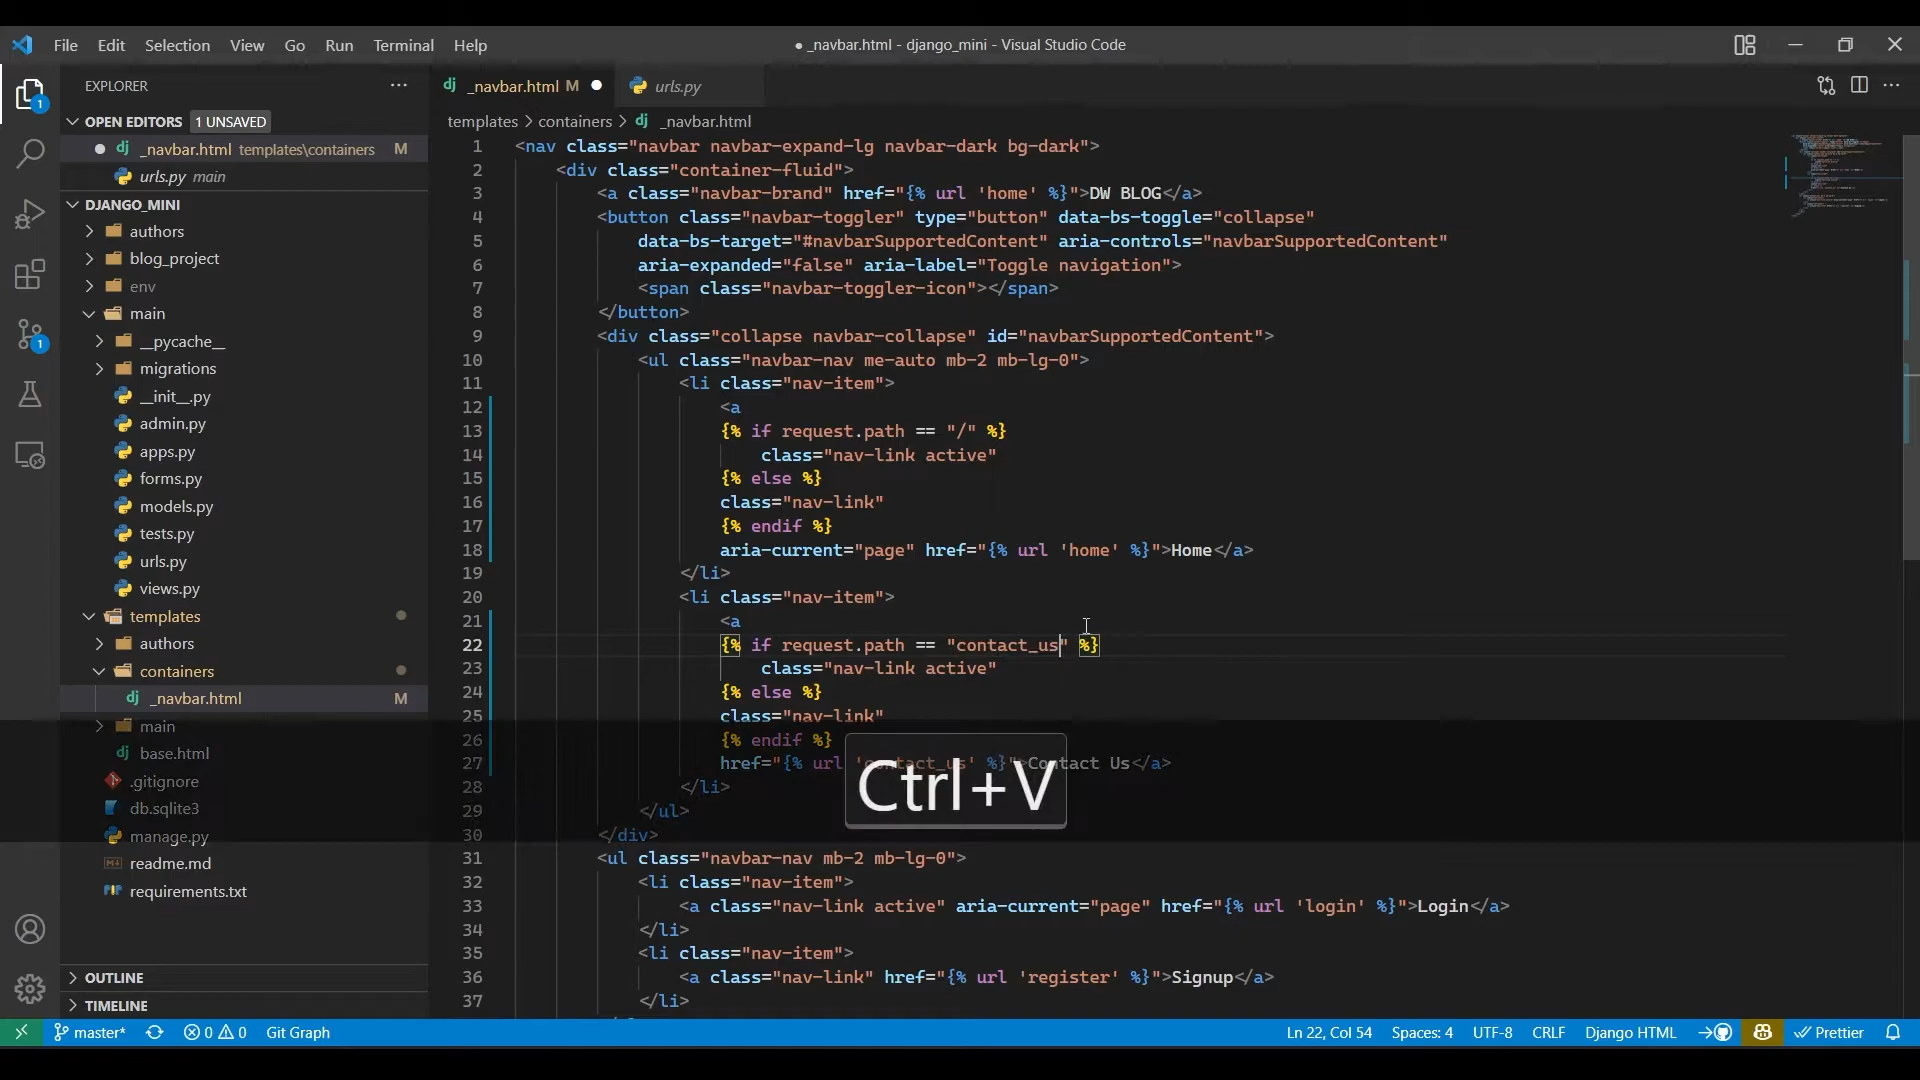 File Edit Selection View Go Run Terminal Help
● _navbar.html - django_mini - Visual Studio Code
EXPLORER
OPEN EDITORS 1 UNSAVED
_navbar.html templates\containers M
urls.py main
DJANGO_MINI
authors
blog_project
env
main
__pycache__
migrations
__init__.py
admin.py
apps.py
forms.py
models.py
tests.py
urls.py
views.py
templates
authors
containers
_navbar.html M
main
base.html
.gitignore
db.sqlite3
manage.py
readme.md
requirements.txt
OUTLINE
TIMELINE
1
1
_navbar.html M
urls.py
templates > containers > _navbar.html
1 <nav class="navbar navbar-expand-lg navbar-dark bg-dark">
2 <div class="container-fluid">
3 <a class="navbar-brand" href="{% url 'home' %}">DW BLOG</a>
4 <button class="navbar-toggler" type="button" data-bs-toggle="collapse"
5 data-bs-target="#navbarSupportedContent" aria-controls="navbarSupportedContent"
6 aria-expanded="false" aria-label="Toggle navigation">
7 <span class="navbar-toggler-icon"></span>
8 </button>
9 <div class="collapse navbar-collapse" id="navbarSupportedContent">
10 <ul class="navbar-nav me-auto mb-2 mb-lg-0">
11 <li class="nav-item">
12 <a
13 {% if request.path == "/" %}
14 class="nav-link active"
15 {% else %}
16 class="nav-link"
17 {% endif %}
18 aria-current="page" href="{% url 'home' %}">Home</a>
19 </li>
20 <li class="nav-item">
21 <a
22 {% if request.path == "contact_us" %}
23 class="nav-link active"
24 {% else %}
25 class="nav-link"
26 {% endif %}
27 href="{% url 'contact_us' %}">Contact Us</a>
28 </li>
29 </ul>
30 </div>
31 <ul class="navbar-nav mb-2 mb-lg-0">
32 <li class="nav-item">
33 <a class="nav-link active" aria-current="page" href="{% url 'login' %}">Login</a>
34 </li>
35 <li class="nav-item">
36 <a class="nav-link" href="{% url 'register' %}">Signup</a>
37 </li>
Ctrl+V
master* 0 0 Git Graph
Ln 22, Col 54 Spaces: 4 UTF-8 CRLF Django HTML Prettier